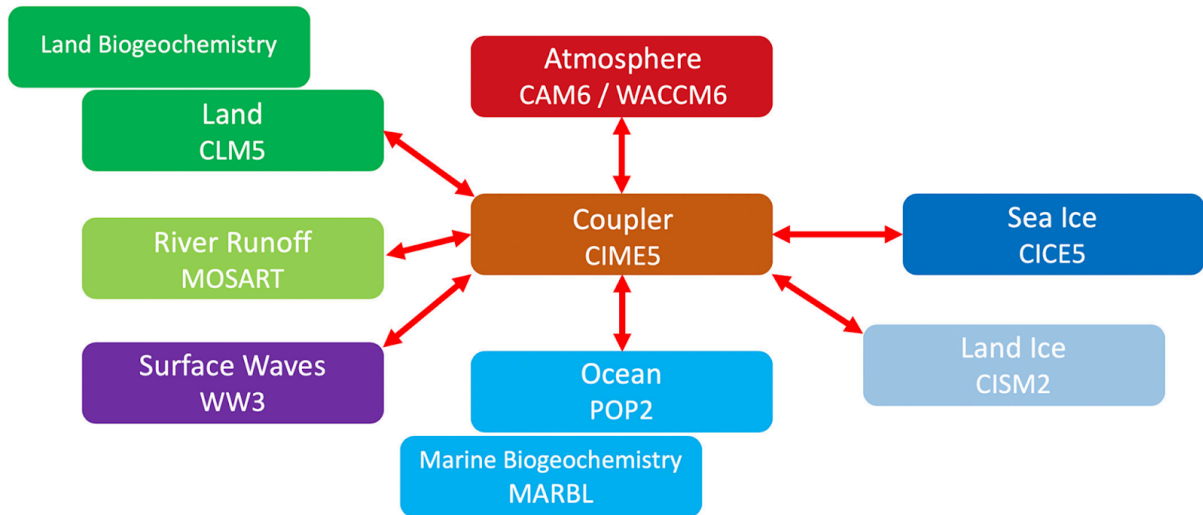 Land Biogeochemistry
Atmosphere
CAM6 / WACCM6
Land
CLM5
Coupler
CIME5
River Runoff
MOSART
Sea Ice
CICE5
Surface Waves
WW3
Ocean
POP2
Land Ice
CISM2
Marine Biogeochemistry
MARBL